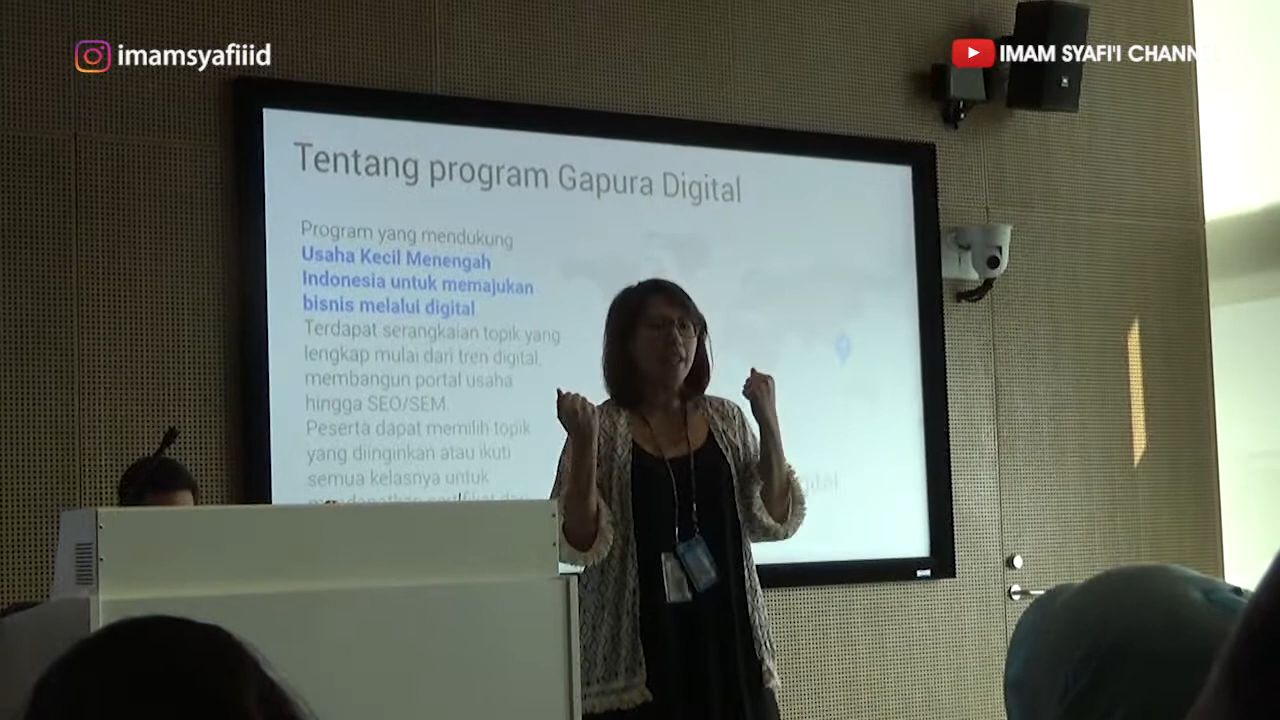 imamsyafiiid
IMAM SYAFI'I CHANNEL
Tentang program Gapura Digital
Program yang mendukung
Usaha Kecil Menengah
Indonesia untuk memajukan
bisnis melalui digital
Terdapat serangkaian topik yang
lengkap mulai dari tren digital,
membangun portal usaha
hingga SEO/SEM.
Peserta dapat memilih topik
yang diinginkan atau ikuti
semua kelasnya untuk